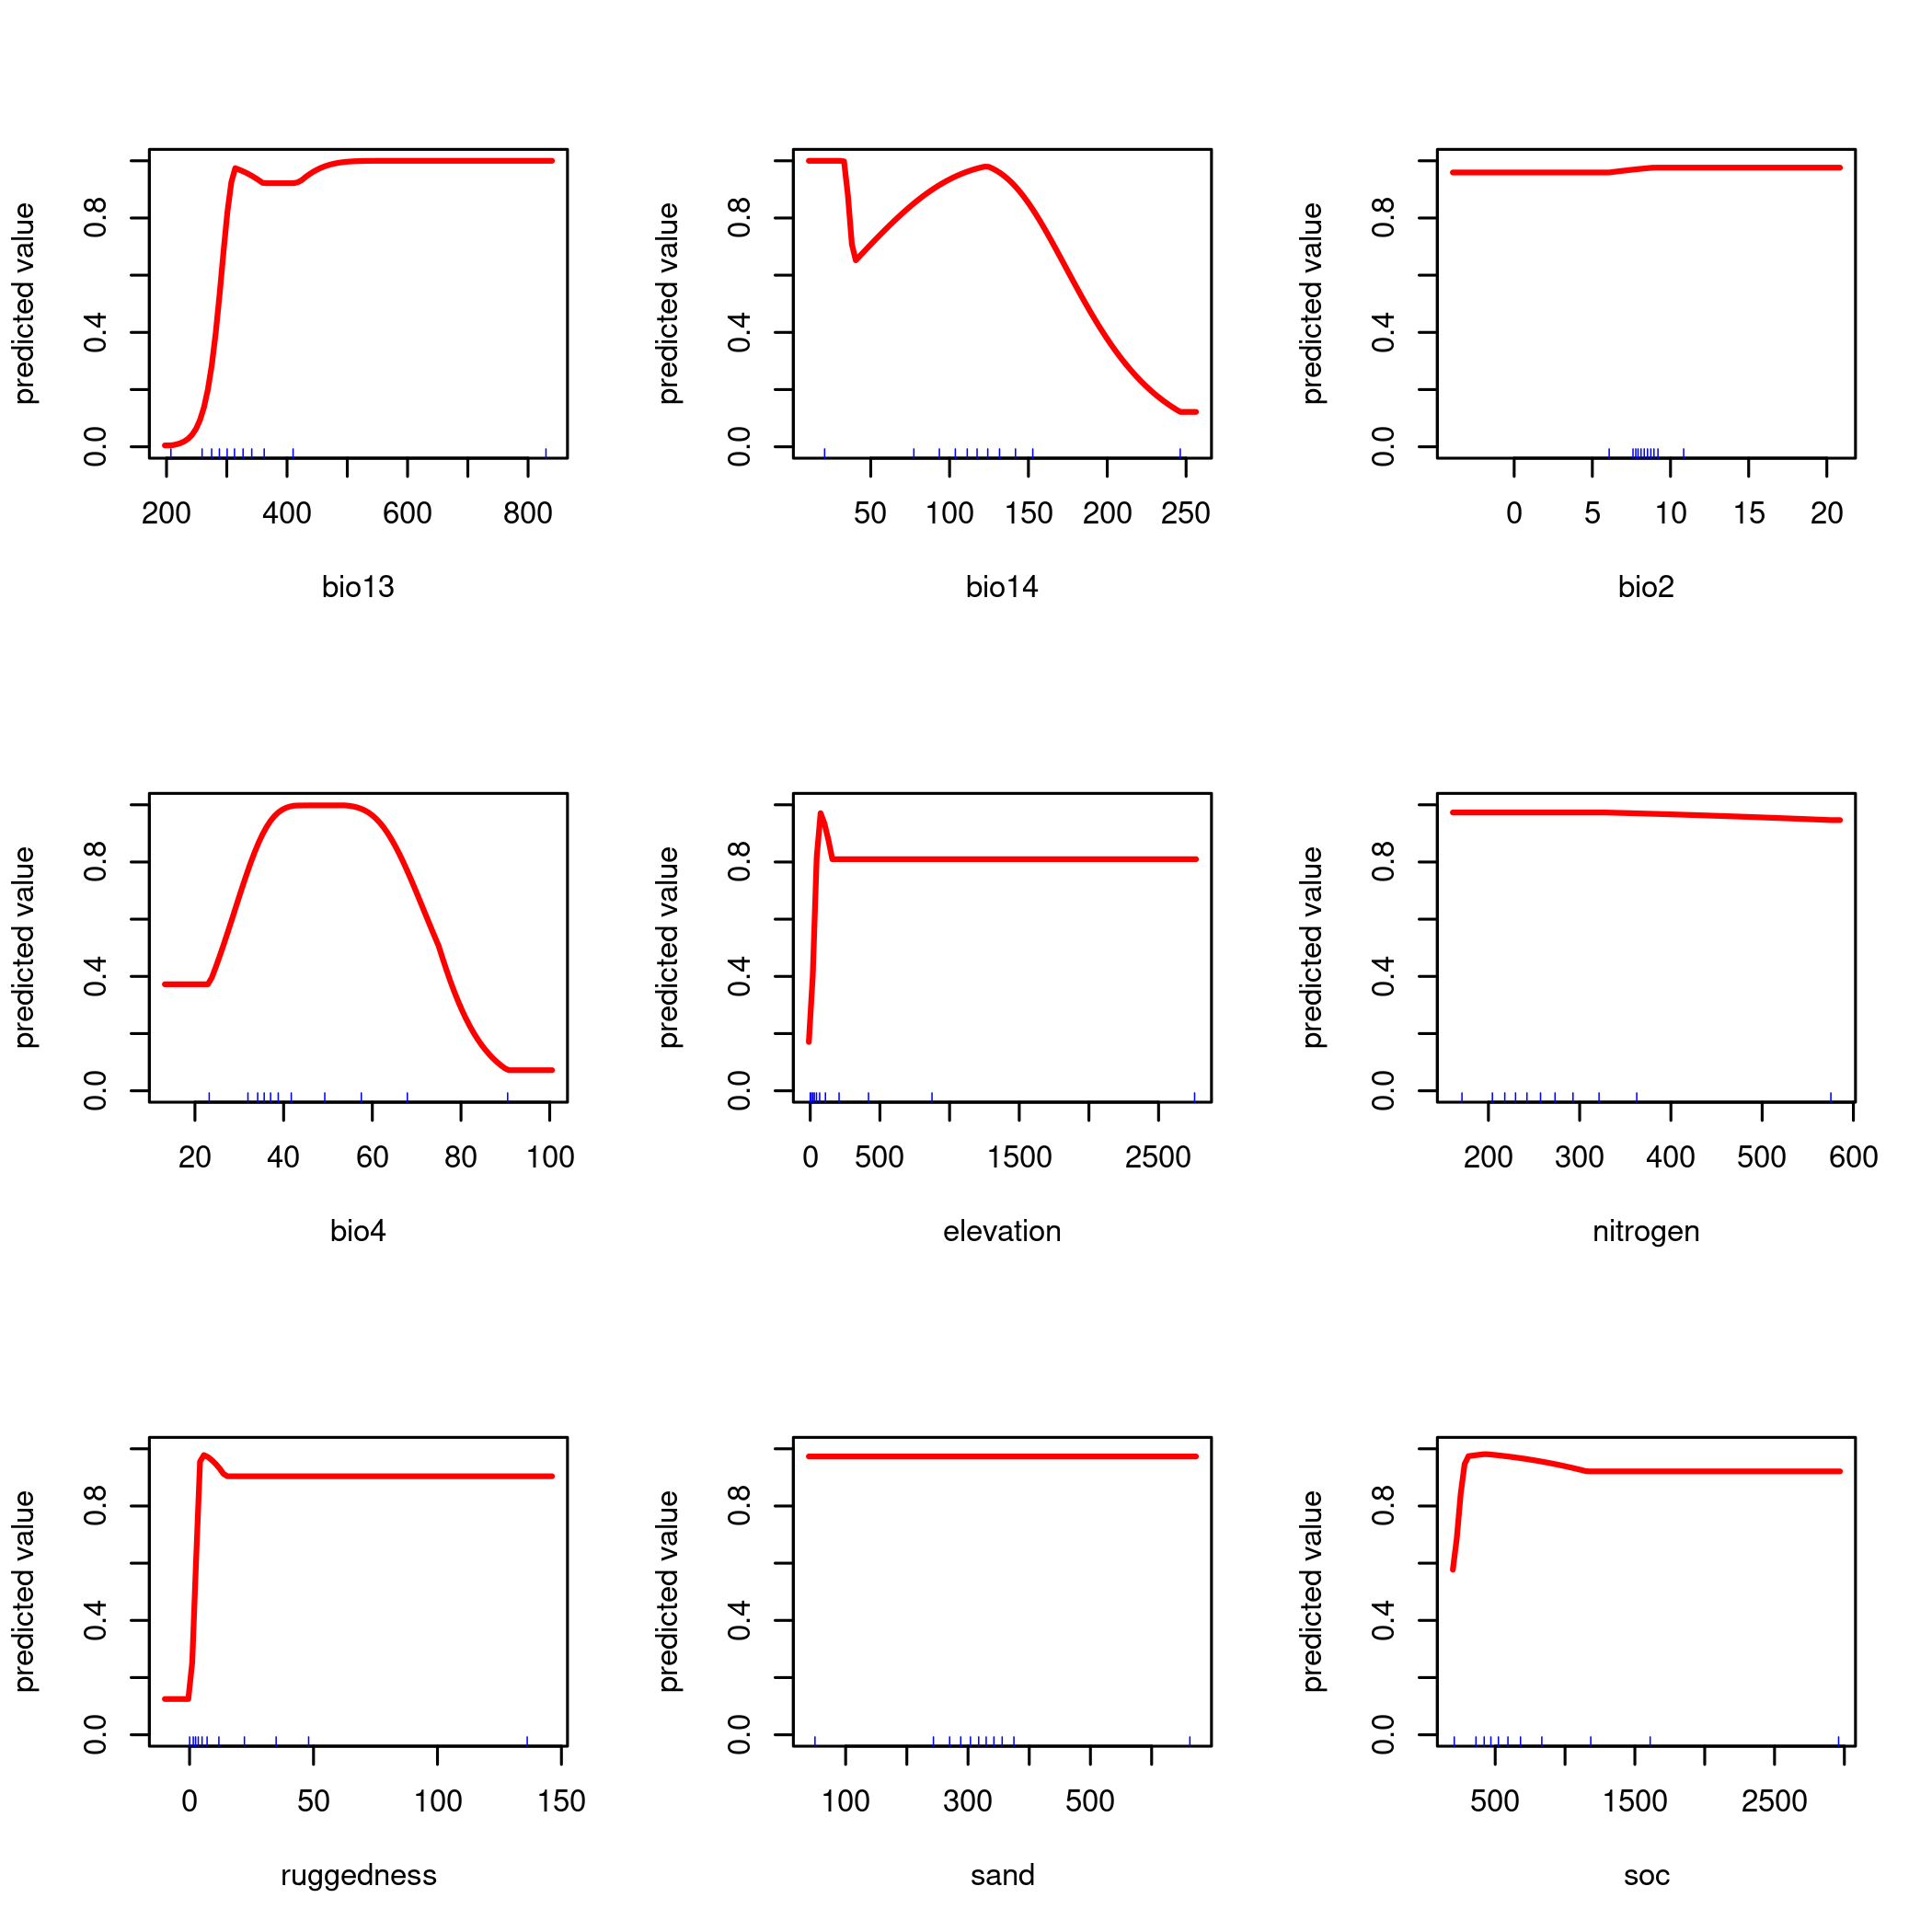 predicted value
0.0 0.4 0.8
200 400 600 800
bio13
predicted value
0.0 0.4 0.8
50 100 150 200 250
bio14
predicted value
0.0 0.4 0.8
0 5 10 15 20
bio2
predicted value
0.0 0.4 0.8
20 40 60 80 100
bio4
predicted value
0.0 0.4 0.8
0 500 1500 2500
elevation
predicted value
0.0 0.4 0.8
200 300 400 500 600
nitrogen
predicted value
0.0 0.4 0.8
0 50 100 150
ruggedness
predicted value
0.0 0.4 0.8
100 300 500
sand
predicted value
0.0 0.4 0.8
500 1500 2500
soc